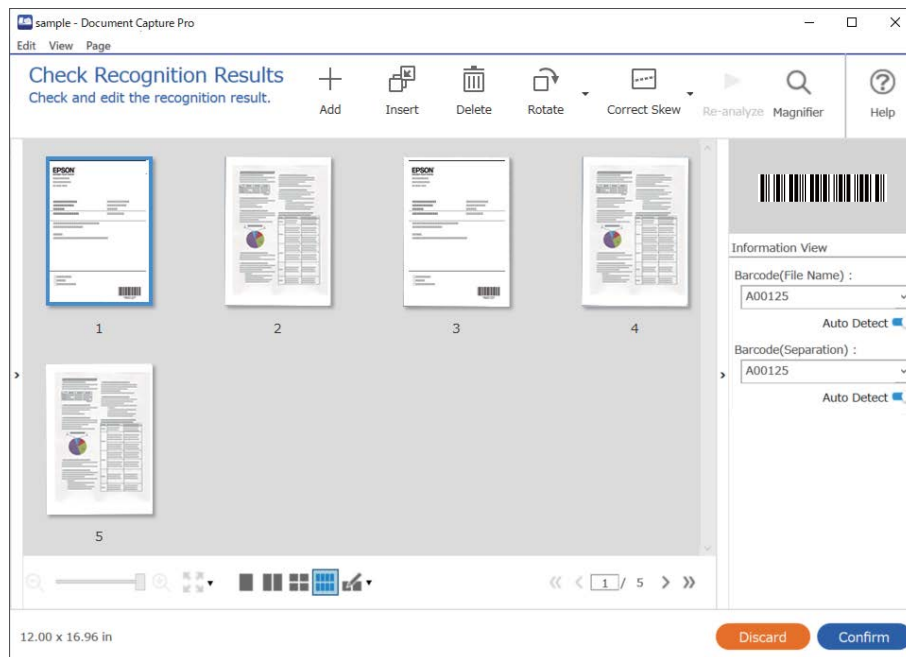 sample - Document Capture Pro
Edit View Page
Check Recognition Results
Check and edit the recognition result.
Add
Insert
Delete
Rotate
Correct Skew
Re-analyze
Magnifier
Help
EPSON
EPSON
1
2
3
4
5
Information View
Barcode(File Name) :
A00125
Auto Detect
Barcode(Separation) :
A00125
Auto Detect
1 / 5
12.00 x 16.96 in
Discard
Confirm